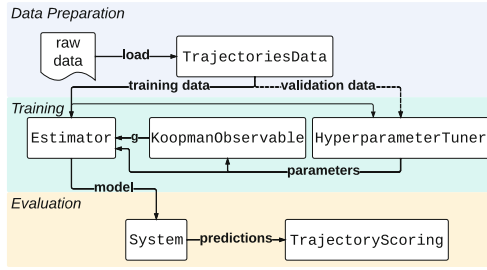 Data Preparation
raw
data
load
TrajectoriesData
training data
validation data
Training
Estimator
g
KoopmanObservable
HyperparameterTuner
parameters
model
Evaluation
System
predictions
TrajectoryScoring